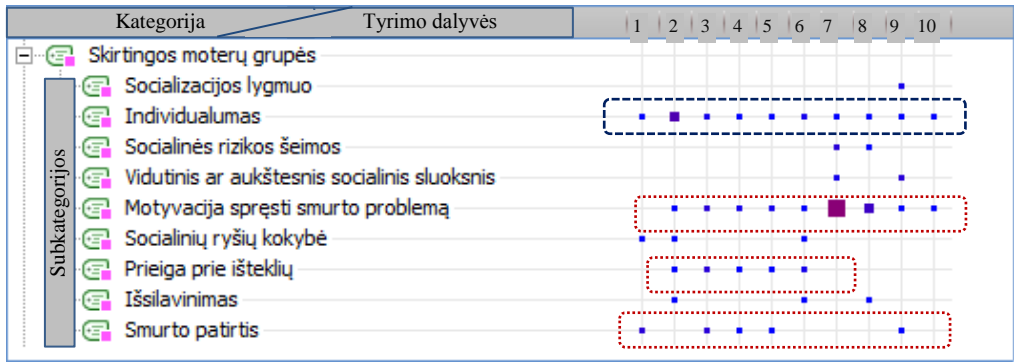 Kategorija Tyrimo dalyvės 1 2 3 4 5 6 7 8 9 10
Skirtingos moterų grupės
Subkategorijos
Socializacijos lygmuo
Individualumas
Socialinės rizikos šeimos
Vidutinis ar aukštesnis socialinis sluoksnis
Motyvacija spręsti smurto problemą
Socialinių ryšių kokybė
Prieiga prie išteklių
Išsilavinimas
Smurto patirtis